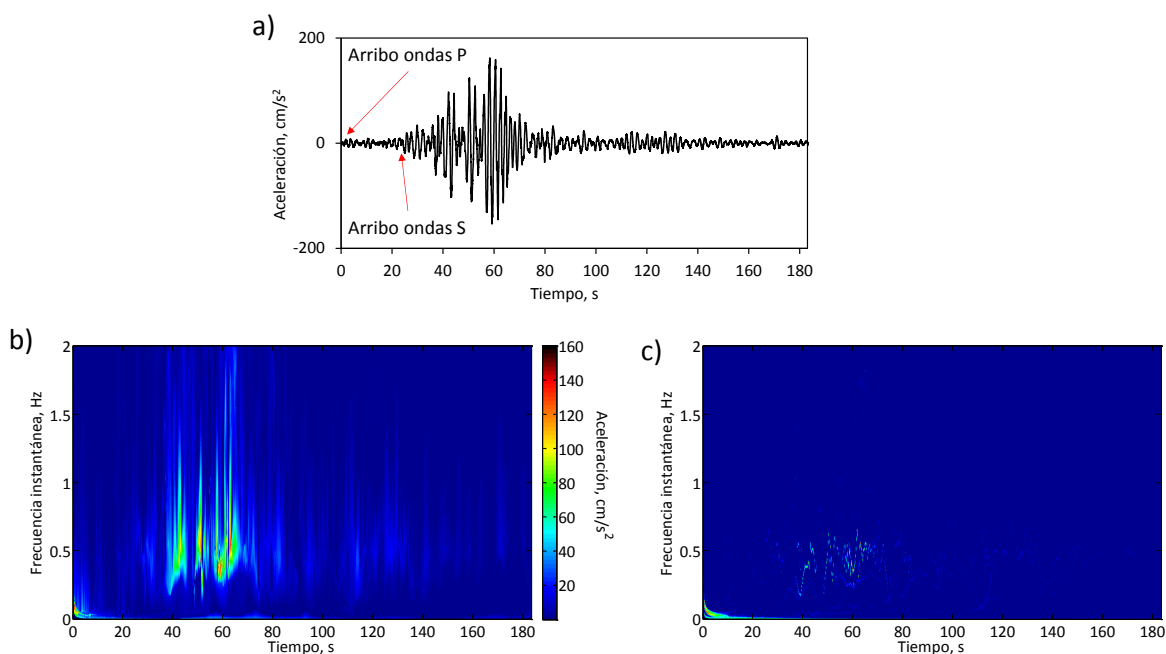 a)
200
Arribo ondas P
Aceleración, cm/s²
0
Arribo ondas S
-200
0 20 40 60 80 100 120 140 160 180
Tiempo, s
b)
2
1.5
1
0.5
0
Frecuencia instantánea, Hz
0 20 40 60 80 100 120 140 160 180
Tiempo, s
160
140
120
100
80
60
40
20
Aceleración, cm/s²
c)
2
1.5
1
0.5
0
Frecuencia instantánea, Hz
0 20 40 60 80 100 120 140 160 180
Tiempo, s